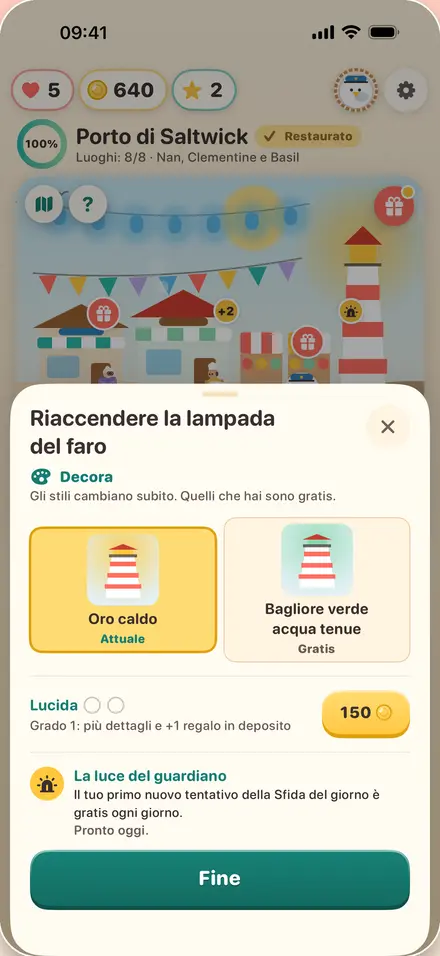 09:41
5
640
2
100%
Porto di Saltwick
Restaurato
Luoghi: 8/8 · Nan, Clementine e Basil
?
+2
Riaccendere la lampada
del faro
Decora
Gli stili cambiano subito. Quelli che hai sono gratis.
Oro caldo
Attuale
Bagliore verde
acqua tenue
Gratis
Lucida
Grado 1: più dettagli e +1 regalo in deposito
150
La luce del guardiano
Il tuo primo nuovo tentativo della Sfida del giorno è
gratis ogni giorno.
Pronto oggi.
Fine